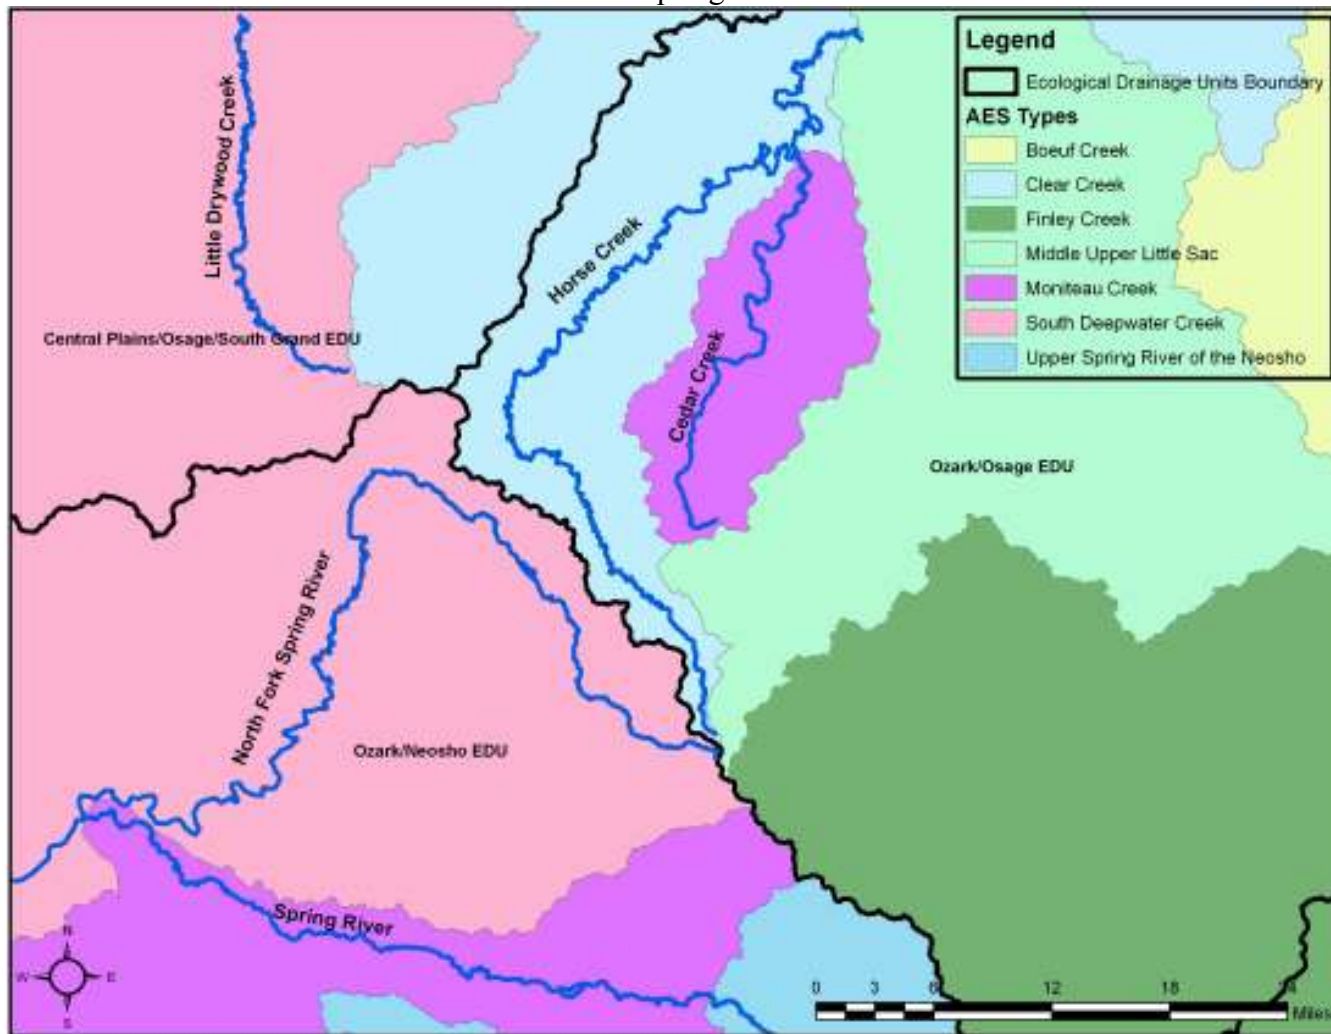 Legend
Ecological Drainage Units Boundary
AES Types
Boeuf Creek
Clear Creek
Finley Creek
Middle Upper Little Sac
Moniteau Creek
South Deepwater Creek
Upper Spring River of the Neosho
Little Drywood Creek
Horse Creek
Central Plains/Osage/South Grand EDU
Cedar Creek
Ozark/Osage EDU
North Fork Spring River
Ozark/Neosho EDU
Spring River
N
W E
S
0 3 6 12 18
Miles